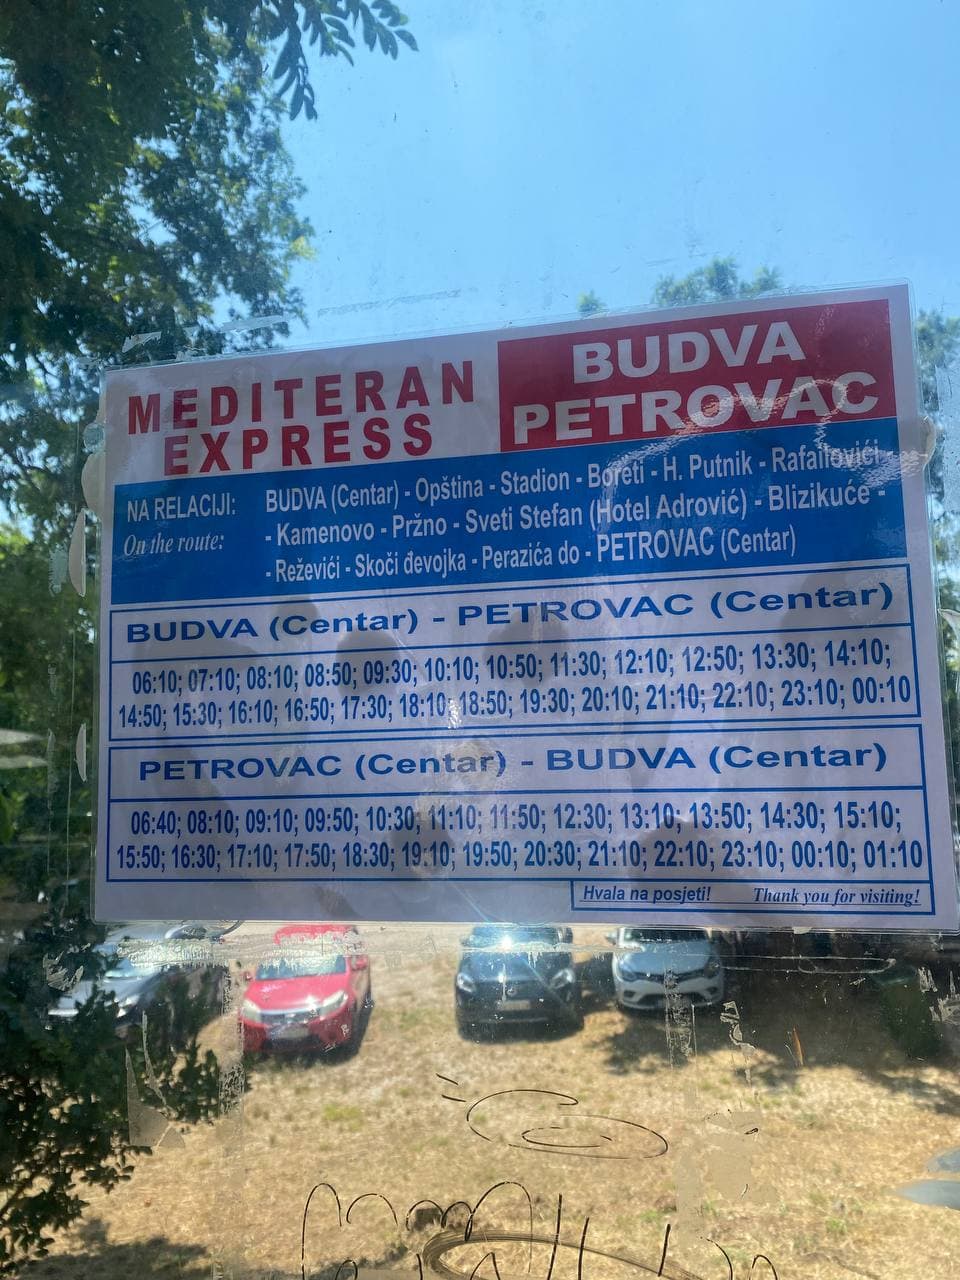 MEDITERAN
EXPRESS
BUDVA
PETROVAC
NA RELACIJI:
On the route:
BUDVA (Centar) - Opština - Stadion - Boreti - H. Putnik - Rafailovići -
- Kamenovo - Pržno - Sveti Stefan (Hotel Adrović) - Blizikuće -
- Reževići - Skoči đevojka - Perazića do - PETROVAC (Centar)
BUDVA (Centar) - PETROVAC (Centar)
06:10; 07:10; 08:10; 08:50; 09:30; 10:10; 10:50; 11:30; 12:10; 12:50; 13:30; 14:10;
14:50; 15:30; 16:10; 16:50; 17:30; 18:10; 18:50; 19:30; 20:10; 21:10; 22:10; 23:10; 00:10
PETROVAC (Centar) - BUDVA (Centar)
06:40; 08:10; 09:10; 09:50; 10:30; 11:10; 11:50; 12:30; 13:10; 13:50; 14:30; 15:10;
15:50; 16:30; 17:10; 17:50; 18:30; 19:10; 19:50; 20:30; 21:10; 22:10; 23:10; 00:10; 01:10
Hvala na posjeti! Thank you for visiting!